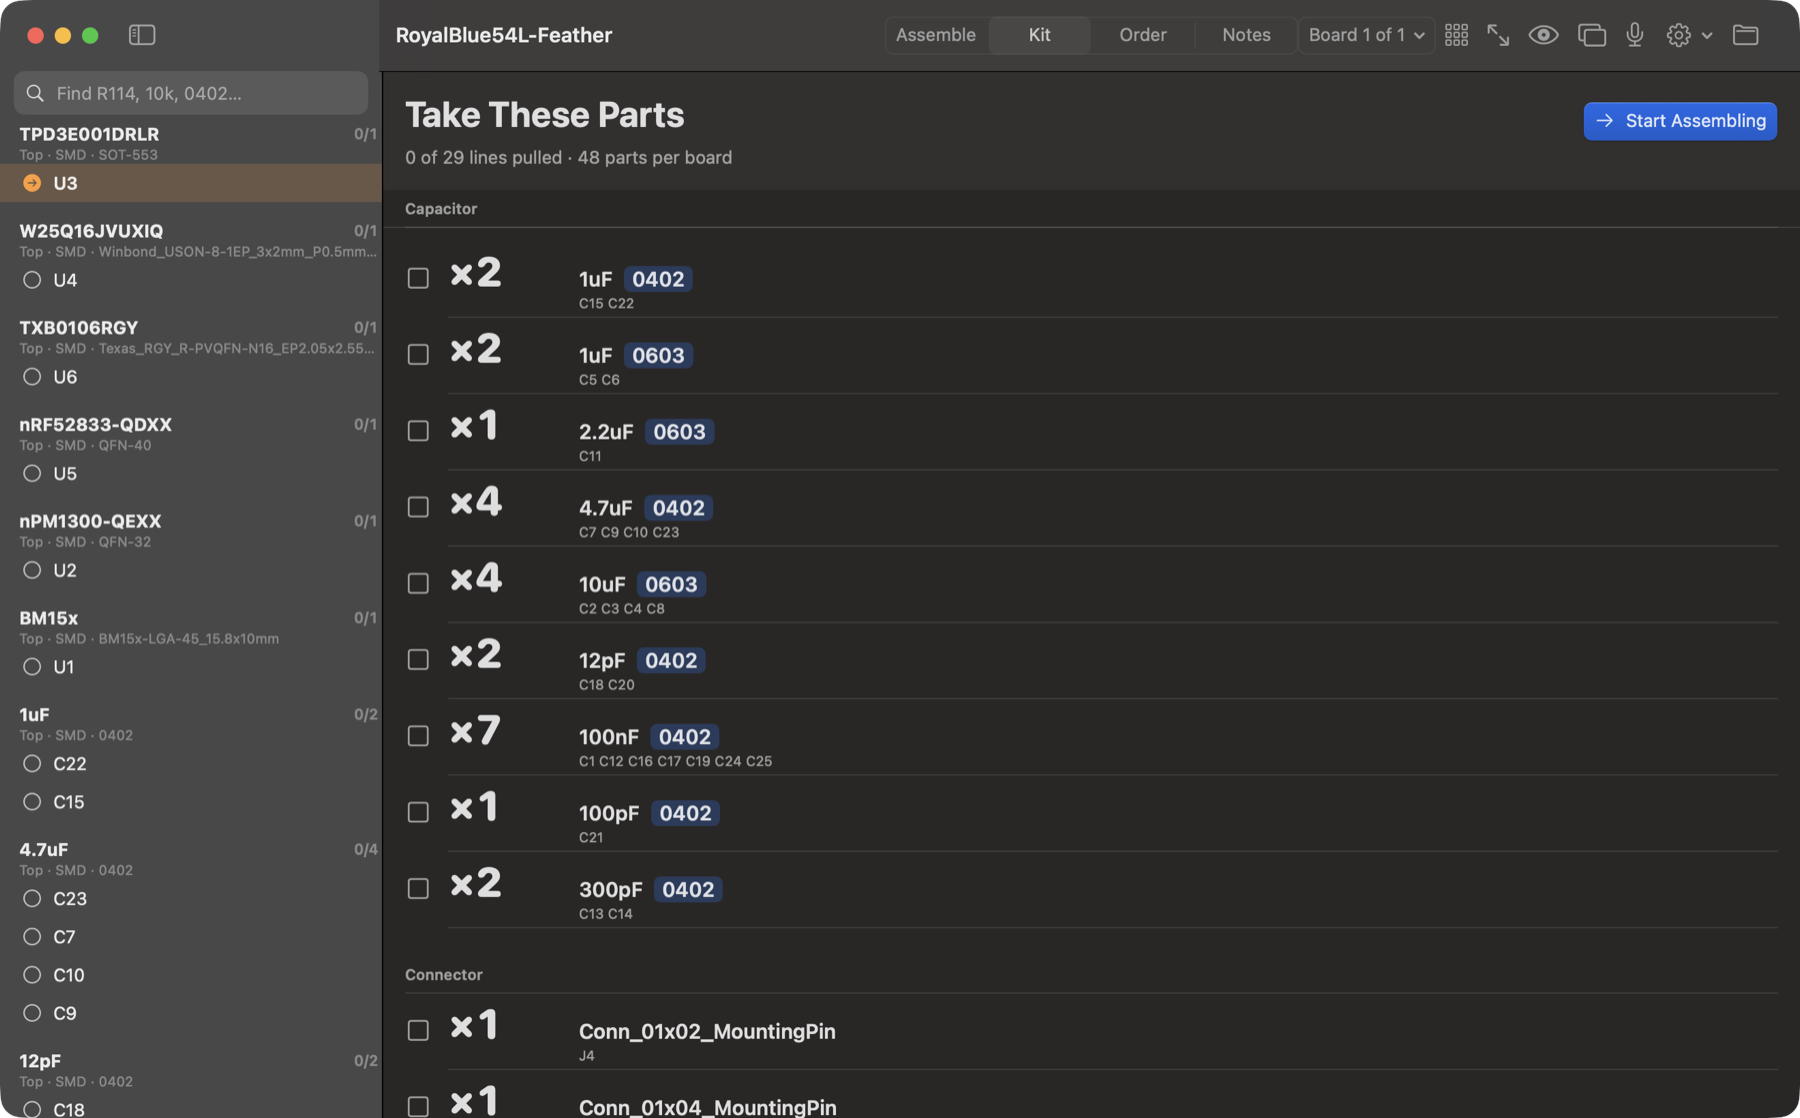 RoyalBlue54L-Feather
Assemble
Kit
Order
Notes
Board 1 of 1
Find R114, 10k, 0402...
TPD3E001DRLR 0/1
Top · SMD · SOT-553
U3
W25Q16JVUXIQ 0/1
Top · SMD · Winbond_USON-8-1EP_3x2mm_P0.5mm...
U4
TXB0106RGY 0/1
Top · SMD · Texas_RGY_R-PVQFN-N16_EP2.05x2.55...
U6
nRF52833-QDXX 0/1
Top · SMD · QFN-40
U5
nPM1300-QEXX 0/1
Top · SMD · QFN-32
U2
BM15x 0/1
Top · SMD · BM15x-LGA-45_15.8x10mm
U1
1uF 0/2
Top · SMD · 0402
C22
C15
4.7uF 0/4
Top · SMD · 0402
C23
C7
C10
C9
12pF 0/2
Top · SMD · 0402
C18
Take These Parts
0 of 29 lines pulled · 48 parts per board
Start Assembling
Capacitor
×2 1uF 0402
C15 C22
×2 1uF 0603
C5 C6
×1 2.2uF 0603
C11
×4 4.7uF 0402
C7 C9 C10 C23
×4 10uF 0603
C2 C3 C4 C8
×2 12pF 0402
C18 C20
×7 100nF 0402
C1 C12 C16 C17 C19 C24 C25
×1 100pF 0402
C21
×2 300pF 0402
C13 C14
Connector
×1 Conn_01x02_MountingPin
J4
×1 Conn_01x04_MountingPin